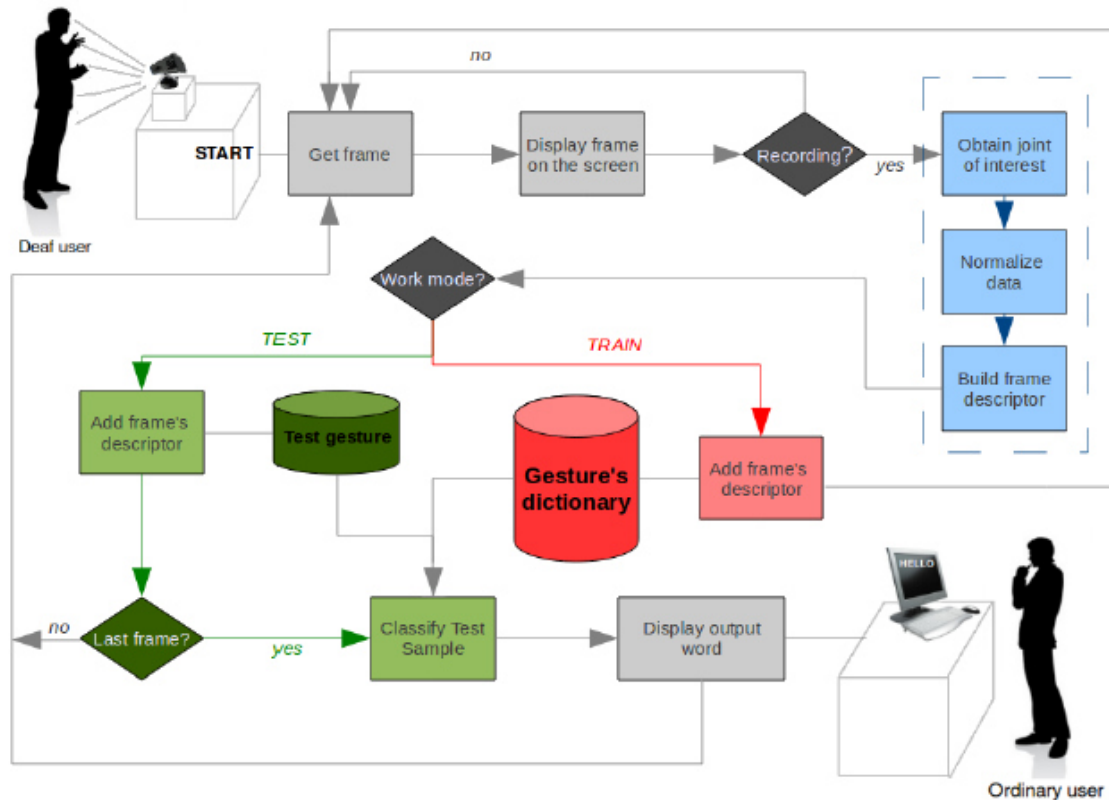 no
START
Get frame
Display frame
on the screen
Recording?
yes
Obtain joint
of interest
Deaf user
Normalize
data
Work mode?
TEST
TRAIN
Build frame
descriptor
Add frame's
descriptor
Test gesture
Gesture's
dictionary
Add frame's
descriptor
HELLO
no
Last frame?
yes
Classify Test
Sample
Display output
word
Ordinary user